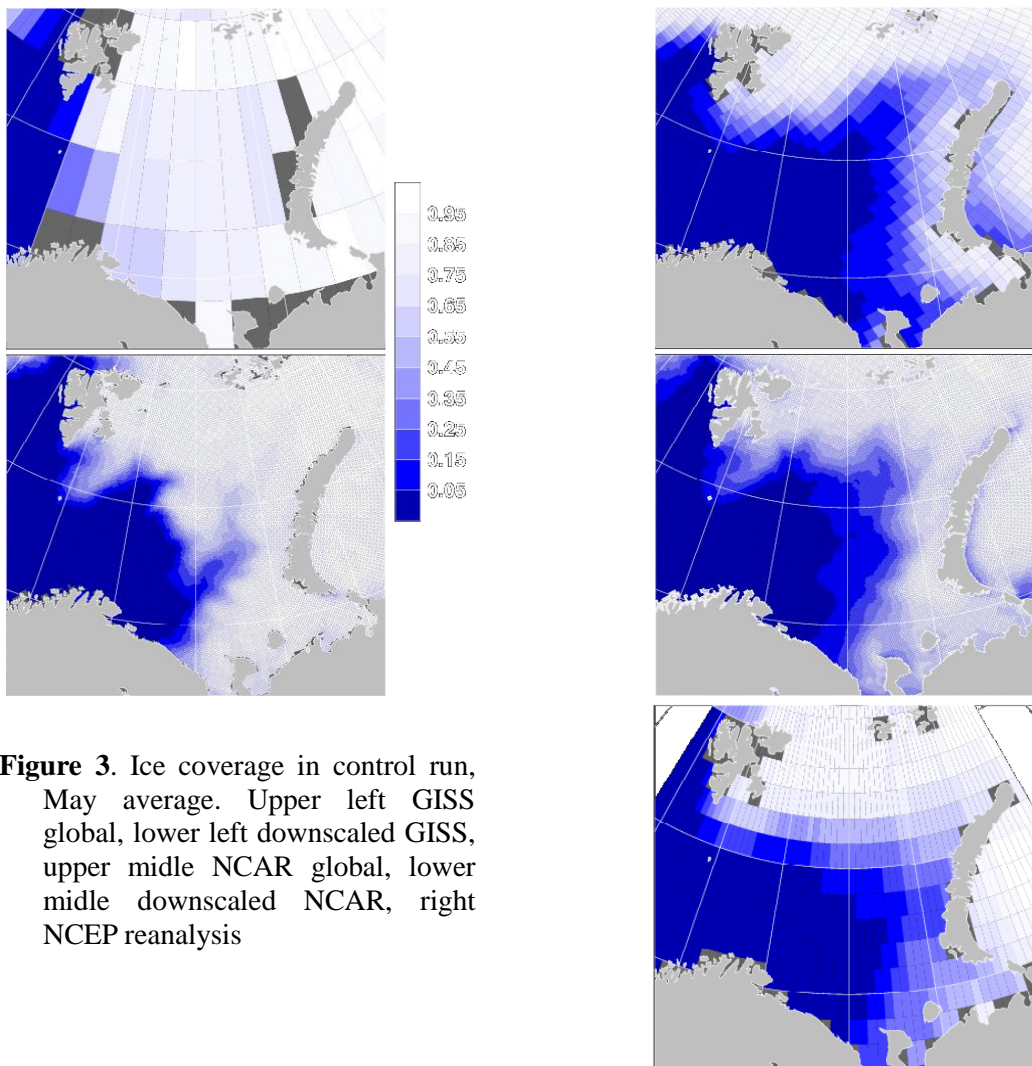 0.95
0.85
0.75
0.65
0.55
0.45
0.35
0.25
0.15
0.05
Figure 3. Ice coverage in control run,
May average. Upper left GISS
global, lower left downscaled GISS,
upper midle NCAR global, lower
midle downscaled NCAR, right
NCEP reanalysis